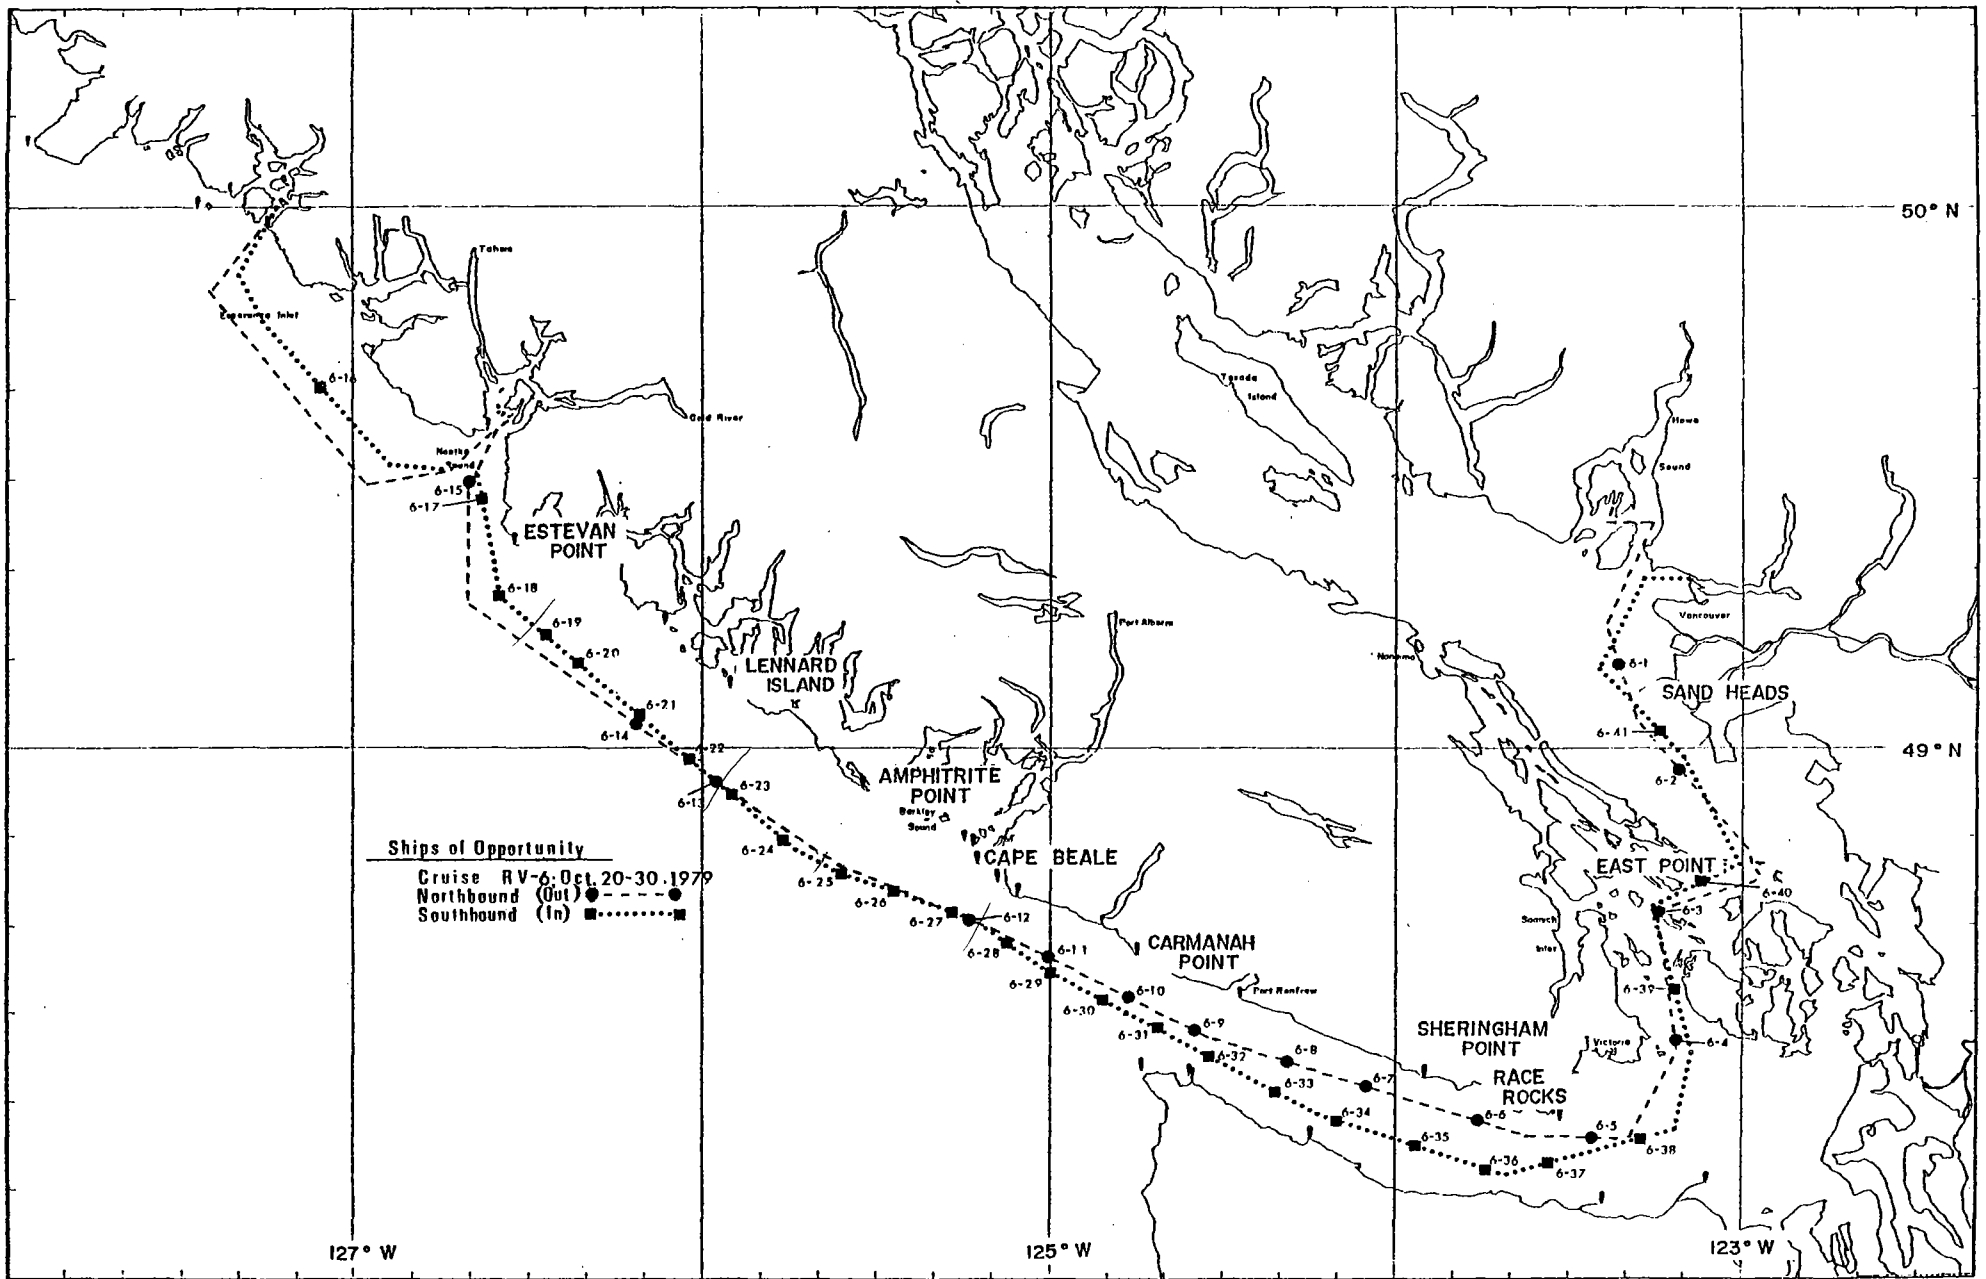 50° N
Tahsis
Esperanza Inlet
6-16
Texada
Island
Gold River
Howe
Sound
Nootka
Sound
6-15
6-17
ESTEVAN
POINT
6-18
6-19
6-20
Port Alberni
Vancouver
Nanaimo
6-1
LENNARD
ISLAND
SAND HEADS
6-21
6-14
6-41
6-22
49° N
6-2
6-13
6-23
AMPHITRITE
POINT
Barkley
Sound
6-24
Ships of Opportunity
Cruise RV-6: Oct. 20-30, 1979
Northbound (Out)
Southbound (In)
CAPE BEALE
EAST POINT
6-25
6-26
6-40
6-27
6-12
6-3
Saanich
Inlet
6-28
6-11
CARMANAH
POINT
6-29
6-10
Port Renfrew
6-39
6-30
6-9
6-31
SHERINGHAM
POINT
Victoria
6-4
6-32
6-8
6-33
6-7
RACE
ROCKS
6-34
6-6
6-5
6-35
6-38
6-36
6-37
127° W
125° W
123° W